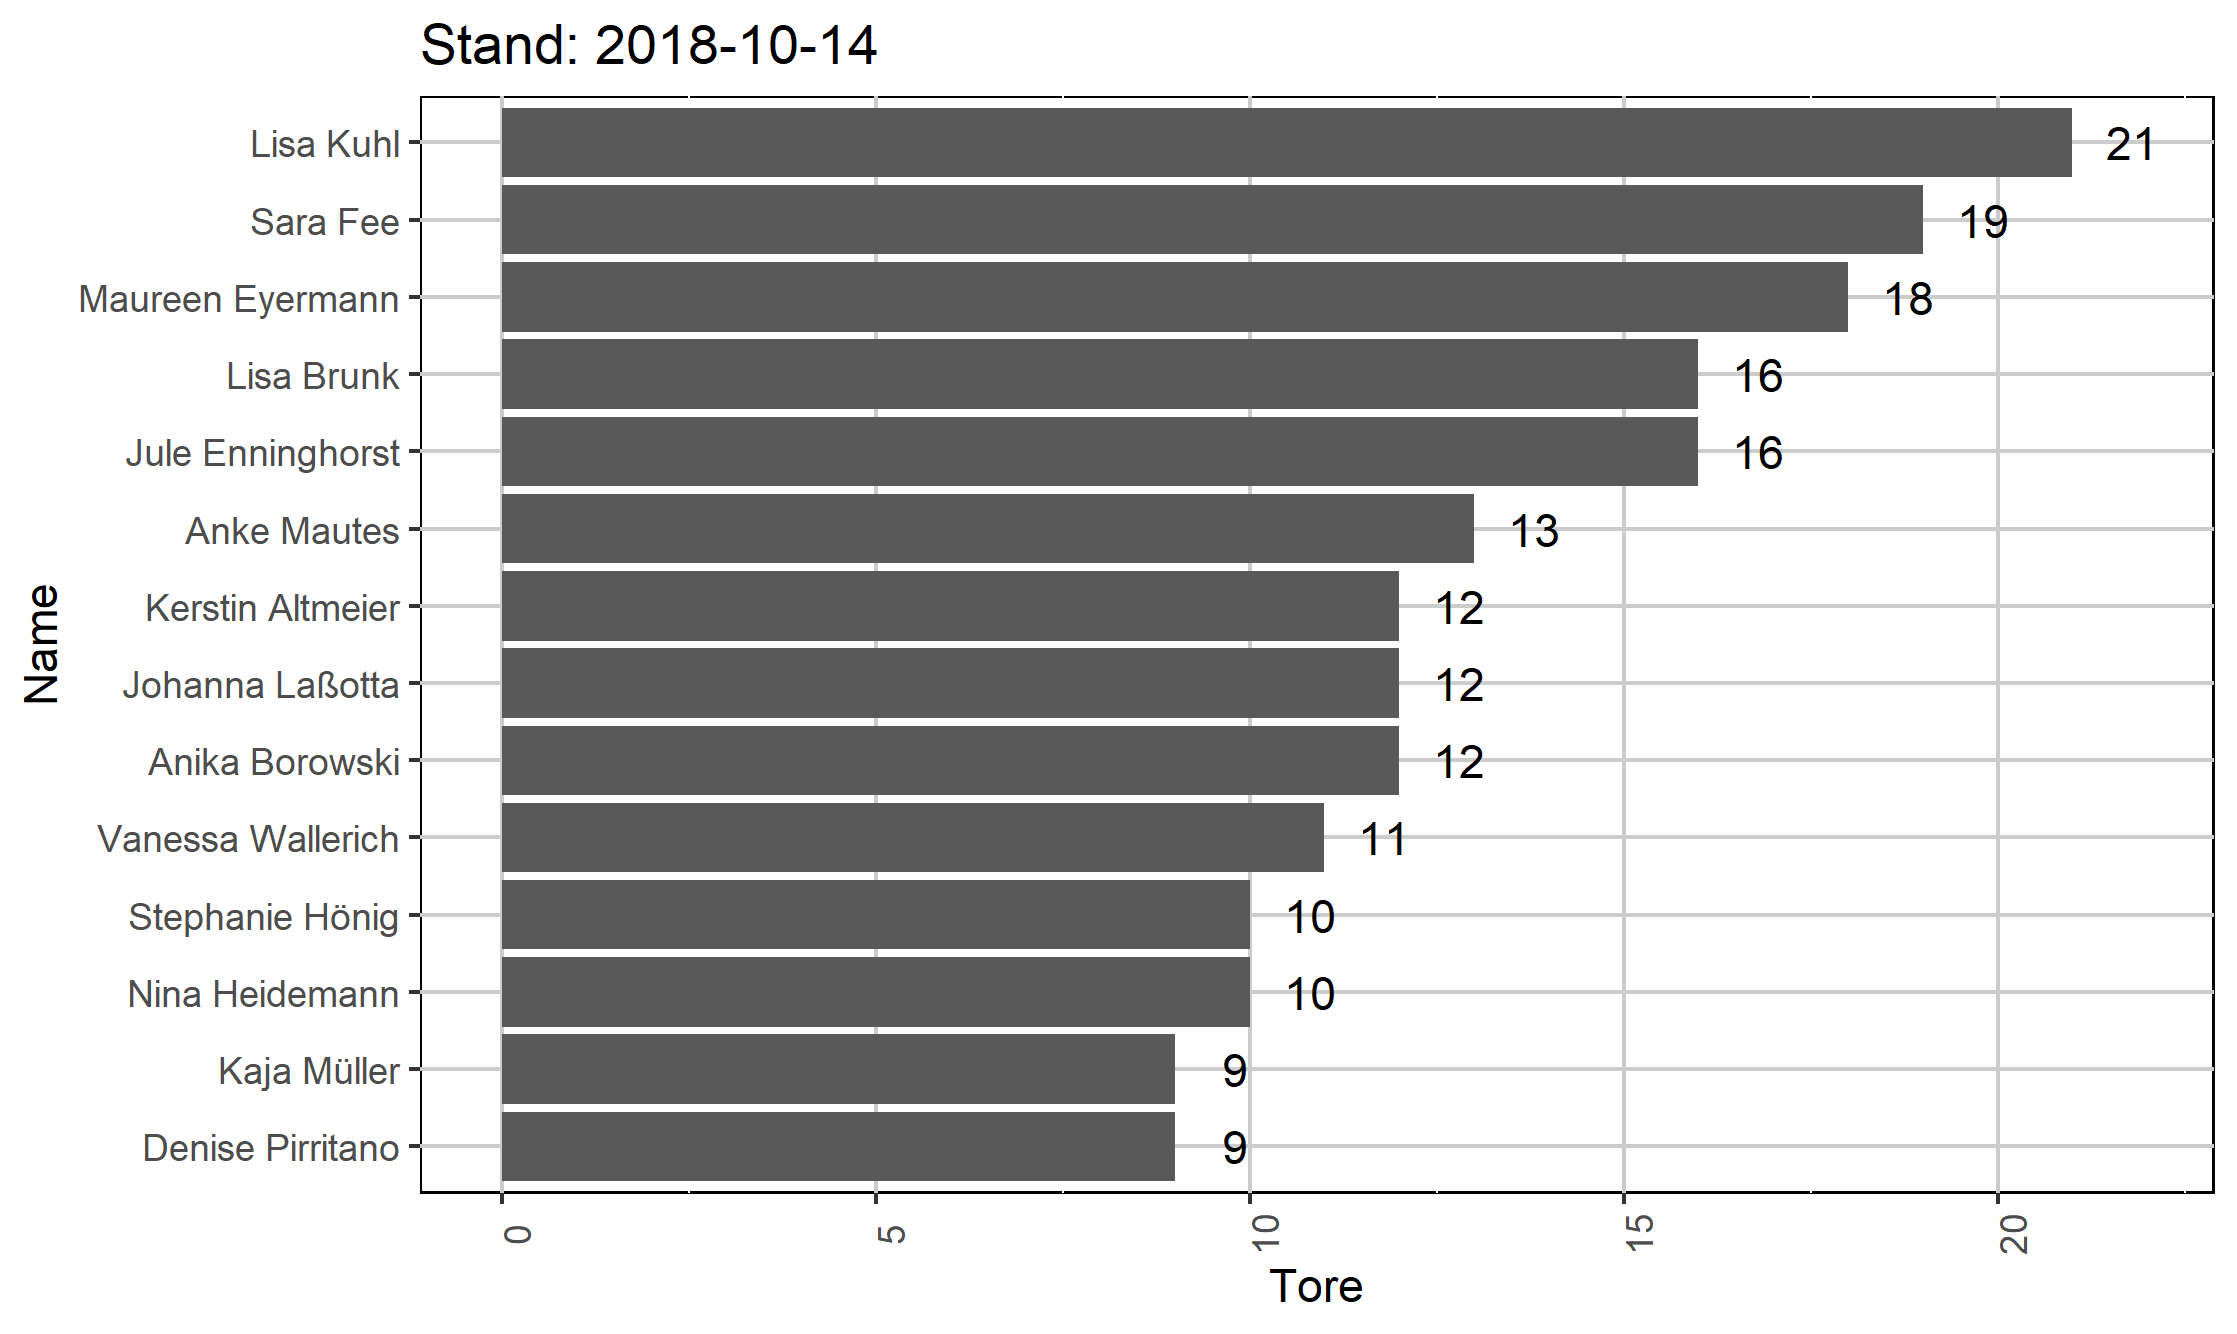 Stand: 2018-10-14
Lisa Kuhl 21
Sara Fee 19
Maureen Eyermann 18
Lisa Brunk 16
Jule Enninghorst 16
Anke Mautes 13
Kerstin Altmeier 12
Johanna Laßotta 12
Anika Borowski 12
Vanessa Wallerich 11
Stephanie Hönig 10
Nina Heidemann 10
Kaja Müller 9
Denise Pirritano 9
Name
0 5 10 15 20
Tore